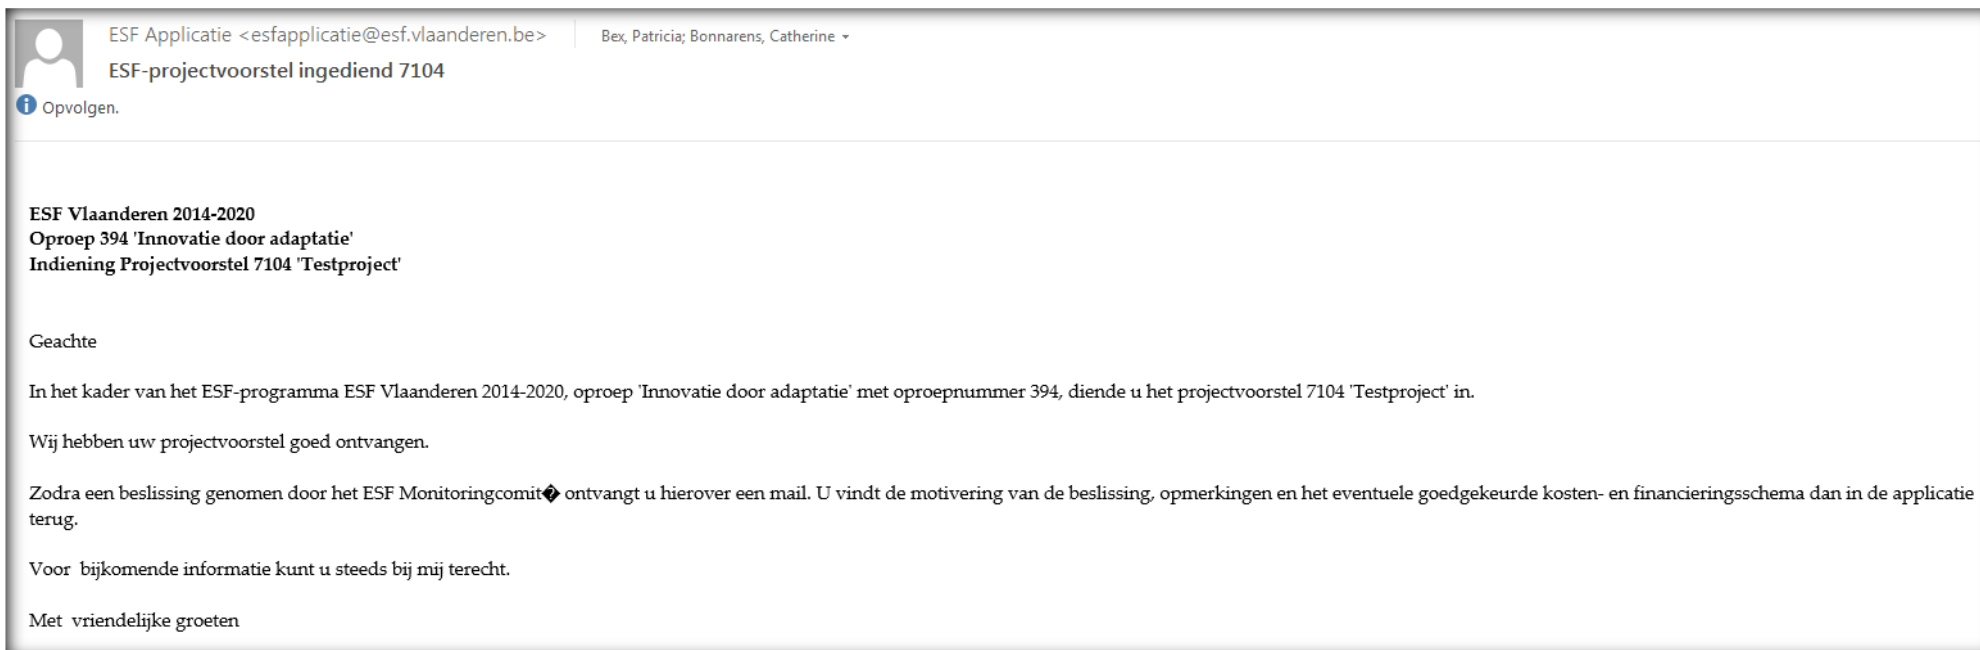 ESF Applicatie <esfapplicatie@esf.vlaanderen.be> Bex, Patricia; Bonnarens, Catherine
ESF-projectvoorstel ingediend 7104
Opvolgen.
ESF Vlaanderen 2014-2020
Oproep 394 'Innovatie door adaptatie'
Indiening Projectvoorstel 7104 'Testproject'
Geachte
In het kader van het ESF-programma ESF Vlaanderen 2014-2020, oproep 'Innovatie door adaptatie' met oproepnummer 394, diende u het projectvoorstel 7104 'Testproject' in.
Wij hebben uw projectvoorstel goed ontvangen.
Zodra een beslissing genomen door het ESF Monitoringcomit� ontvangt u hierover een mail. U vindt de motivering van de beslissing, opmerkingen en het eventuele goedgekeurde kosten- en financieringsschema dan in de applicatie
terug.
Voor bijkomende informatie kunt u steeds bij mij terecht.
Met vriendelijke groeten